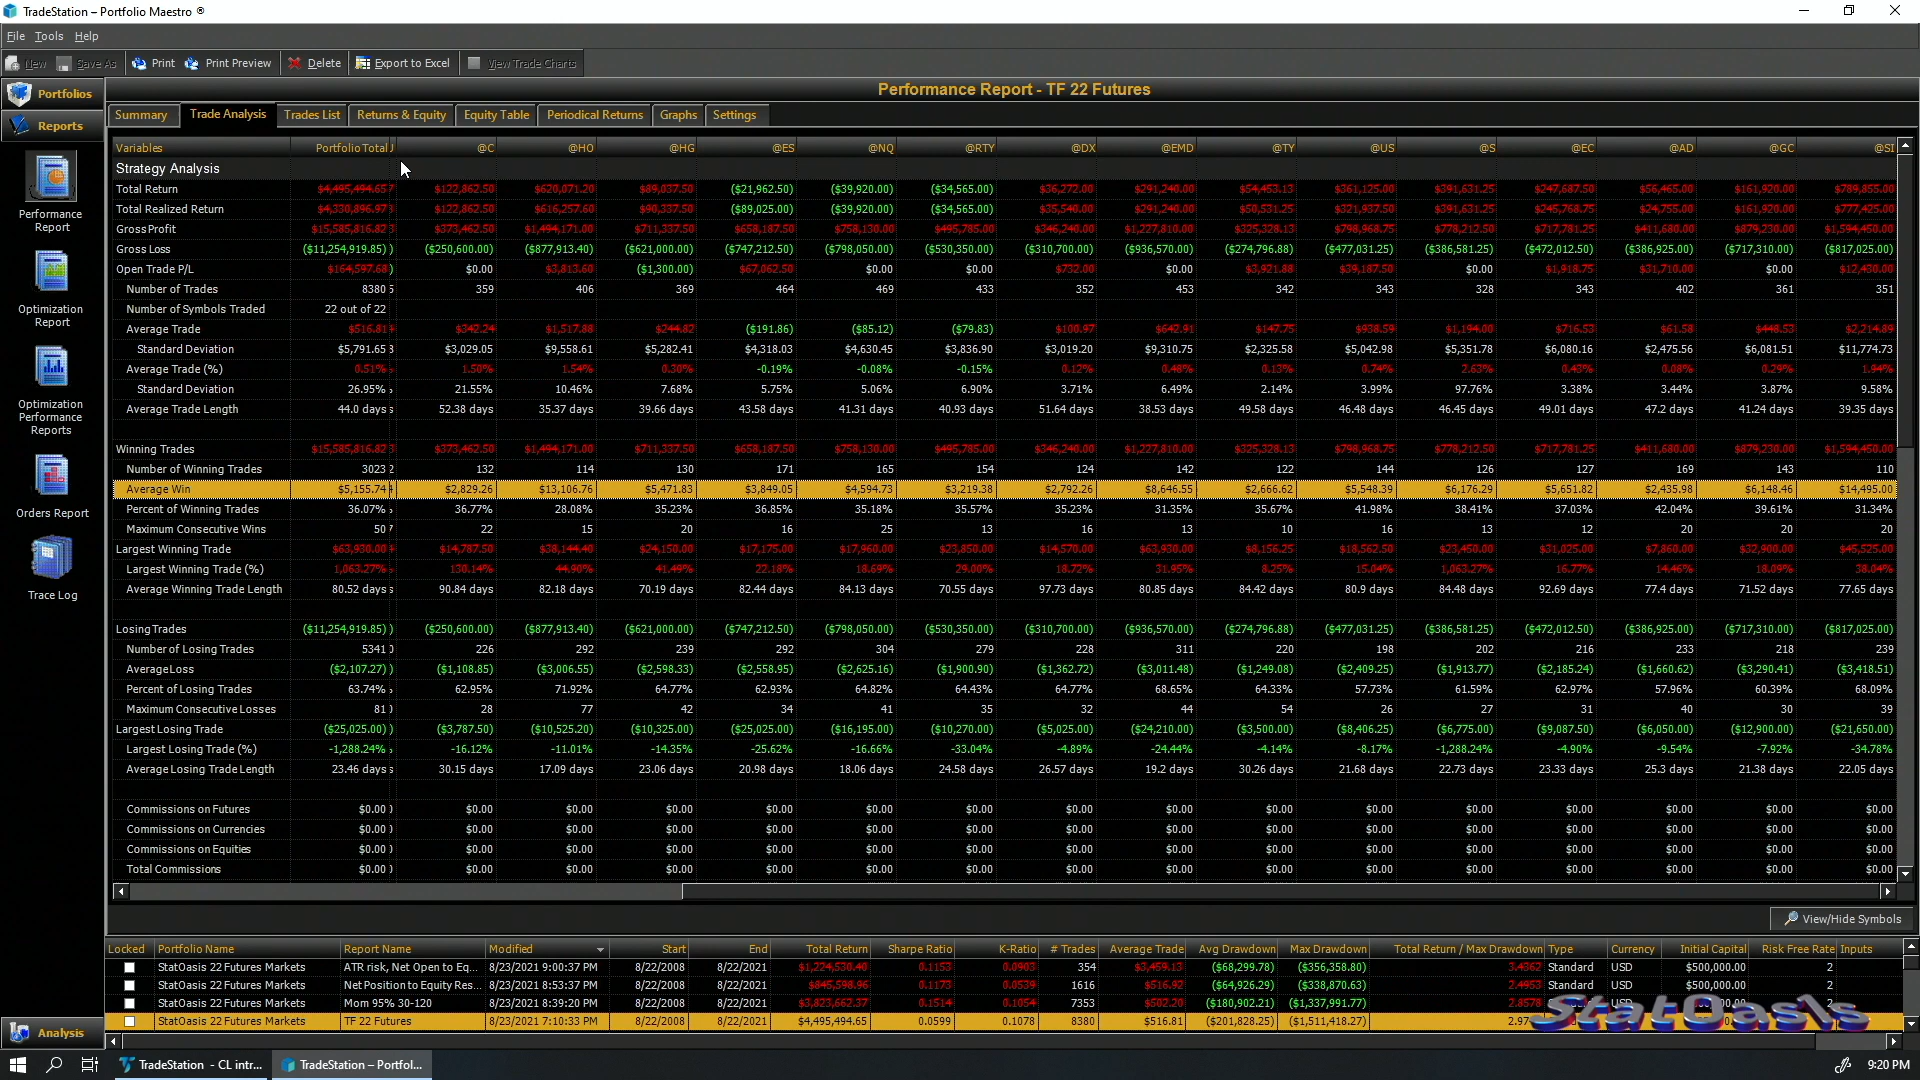 TradeStation – Portfolio Maestro ®
File Tools Help
New Save As Print Print Preview Delete Export to Excel View Trade Charts
Portfolios
Reports
Performance Report
Optimization Report
Optimization Performance Reports
Orders Report
Trace Log
Analysis
Performance Report - TF 22 Futures
Summary Trade Analysis Trades List Returns & Equity Equity Table Periodical Returns Graphs Settings
Variables Portfolio Total @C @HO @HG @ES @NQ @RTY @DX @EMD @TY @US @S @EC @AD @GC @SI
Strategy Analysis
Total Return $4,495,494.65 $122,862.50 $620,071.20 $89,037.50 ($21,962.50) ($39,920.00) ($34,565.00) $36,272.00 $291,240.00 $54,453.13 $361,125.00 $391,631.25 $247,687.50 $56,465.00 $161,920.00 $789,855.00
Total Realized Return $4,330,896.97 $122,862.50 $616,257.60 $90,337.50 ($89,025.00) ($39,920.00) ($34,565.00) $35,540.00 $291,240.00 $50,531.25 $321,937.50 $391,631.25 $245,768.75 $24,755.00 $161,920.00 $777,425.00
Gross Profit $15,585,816.82 $373,462.50 $1,494,171.00 $711,337.50 $658,187.50 $758,130.00 $495,785.00 $346,240.00 $1,227,810.00 $325,328.13 $798,968.75 $778,212.50 $717,781.25 $411,680.00 $879,230.00 $1,594,450.00
Gross Loss ($11,254,919.85) ($250,600.00) ($877,913.40) ($621,000.00) ($747,212.50) ($798,050.00) ($530,350.00) ($310,700.00) ($936,570.00) ($274,796.88) ($477,031.25) ($386,581.25) ($472,012.50) ($386,925.00) ($717,310.00) ($817,025.00)
Open Trade P/L $164,597.68 $0.00 $3,813.60 ($1,300.00) $67,062.50 $0.00 $0.00 $732.00 $0.00 $3,921.88 $39,187.50 $0.00 $1,918.75 $31,710.00 $0.00 $12,430.00
Number of Trades 8380 359 406 369 464 469 433 352 453 342 343 328 343 402 361 351
Number of Symbols Traded 22 out of 22
Average Trade $516.81 $342.24 $1,517.88 $244.82 ($191.86) ($85.12) ($79.83) $100.97 $642.91 $147.75 $938.59 $1,194.00 $716.53 $61.58 $448.53 $2,214.89
Standard Deviation $5,791.65 $3,029.05 $9,558.61 $5,282.41 $4,318.03 $4,630.45 $3,836.90 $3,019.20 $9,310.75 $2,325.58 $5,042.98 $5,351.78 $6,080.16 $2,475.56 $6,081.51 $11,774.73
Average Trade (%) 0.51% 1.50% 1.54% 0.30% -0.19% -0.08% -0.15% 0.12% 0.48% 0.13% 0.74% 2.63% 0.43% 0.08% 0.29% 1.94%
Standard Deviation 26.95% 21.55% 10.46% 7.68% 5.75% 5.06% 6.90% 3.71% 6.49% 2.14% 3.99% 97.76% 3.38% 3.44% 3.87% 9.58%
Average Trade Length 44.0 days 52.38 days 35.37 days 39.66 days 43.58 days 41.31 days 40.93 days 51.64 days 38.53 days 49.58 days 46.48 days 46.45 days 49.01 days 47.2 days 41.24 days 39.35 days
Winning Trades $15,585,816.82 $373,462.50 $1,494,171.00 $711,337.50 $658,187.50 $758,130.00 $495,785.00 $346,240.00 $1,227,810.00 $325,328.13 $798,968.75 $778,212.50 $717,781.25 $411,680.00 $879,230.00 $1,594,450.00
Number of Winning Trades 3023 132 114 130 171 165 154 124 142 122 144 126 127 169 143 110
Average Win $5,155.74 $2,829.26 $13,106.76 $5,471.83 $3,849.05 $4,594.73 $3,219.38 $2,792.26 $8,646.55 $2,666.62 $5,548.39 $6,176.29 $5,651.82 $2,435.98 $6,148.46 $14,495.00
Percent of Winning Trades 36.07% 36.77% 28.08% 35.23% 36.85% 35.18% 35.57% 35.23% 31.35% 35.67% 41.98% 38.41% 37.03% 42.04% 39.61% 31.34%
Maximum Consecutive Wins 50 22 15 20 16 25 13 16 13 10 16 13 12 20 20 20
Largest Winning Trade $63,930.00 $14,787.50 $38,144.40 $24,150.00 $17,175.00 $17,960.00 $23,850.00 $14,570.00 $63,930.00 $8,156.25 $18,562.50 $23,450.00 $31,025.00 $7,860.00 $32,900.00 $45,525.00
Largest Winning Trade (%) 1,063.27% 130.14% 44.90% 41.49% 22.18% 18.69% 29.00% 18.72% 31.95% 8.25% 15.04% 1,063.27% 16.77% 14.46% 18.09% 38.04%
Average Winning Trade Length 80.52 days 90.84 days 82.18 days 70.19 days 82.44 days 84.13 days 70.55 days 97.73 days 80.85 days 84.42 days 80.9 days 84.48 days 92.69 days 77.4 days 71.52 days 77.65 days
Losing Trades ($11,254,919.85) ($250,600.00) ($877,913.40) ($621,000.00) ($747,212.50) ($798,050.00) ($530,350.00) ($310,700.00) ($936,570.00) ($274,796.88) ($477,031.25) ($386,581.25) ($472,012.50) ($386,925.00) ($717,310.00) ($817,025.00)
Number of Losing Trades 5341 226 292 239 292 304 279 228 311 220 198 202 216 233 218 239
Average Loss ($2,107.27) ($1,108.85) ($3,006.55) ($2,598.33) ($2,558.95) ($2,625.16) ($1,900.90) ($1,362.72) ($3,011.48) ($1,249.08) ($2,409.25) ($1,913.77) ($2,185.24) ($1,660.62) ($3,290.41) ($3,418.51)
Percent of Losing Trades 63.74% 62.95% 71.92% 64.77% 62.93% 64.82% 64.43% 64.77% 68.65% 64.33% 57.73% 61.59% 62.97% 57.96% 60.39% 68.09%
Maximum Consecutive Losses 81 28 77 42 34 41 35 32 44 54 26 27 31 40 30 39
Largest Losing Trade ($25,025.00) ($3,787.50) ($10,525.20) ($10,325.00) ($25,025.00) ($16,195.00) ($10,270.00) ($5,025.00) ($24,210.00) ($3,500.00) ($8,406.25) ($6,775.00) ($9,087.50) ($6,050.00) ($12,900.00) ($21,650.00)
Largest Losing Trade (%) -1,288.24% -16.12% -11.01% -14.35% -25.62% -16.66% -33.04% -4.89% -24.44% -4.14% -8.17% -1,288.24% -4.90% -9.54% -7.92% -34.78%
Average Losing Trade Length 23.46 days 30.15 days 17.09 days 23.06 days 20.98 days 18.06 days 24.58 days 26.57 days 19.2 days 30.26 days 21.68 days 22.73 days 23.33 days 25.3 days 21.38 days 22.05 days
Commissions on Futures $0.00 $0.00 $0.00 $0.00 $0.00 $0.00 $0.00 $0.00 $0.00 $0.00 $0.00 $0.00 $0.00 $0.00 $0.00 $0.00
Commissions on Currencies $0.00 $0.00 $0.00 $0.00 $0.00 $0.00 $0.00 $0.00 $0.00 $0.00 $0.00 $0.00 $0.00 $0.00 $0.00 $0.00
Commissions on Equities $0.00 $0.00 $0.00 $0.00 $0.00 $0.00 $0.00 $0.00 $0.00 $0.00 $0.00 $0.00 $0.00 $0.00 $0.00 $0.00
Total Commissions $0.00 $0.00 $0.00 $0.00 $0.00 $0.00 $0.00 $0.00 $0.00 $0.00 $0.00 $0.00 $0.00 $0.00 $0.00 $0.00
View/Hide Symbols
Locked Portfolio Name Report Name Modified Start End Total Return Sharpe Ratio K-Ratio # Trades Average Trade Avg Drawdown Max Drawdown Total Return / Max Drawdown Type Currency Initial Capital Risk Free Rate Inputs
StatOasis 22 Futures Markets ATR risk, Net Open to Eq... 8/23/2021 9:00:37 PM 8/22/2008 8/22/2021 $1,224,530.40 0.1153 0.0903 354 $3,459.13 ($68,299.78) ($356,358.80) 3.4362 Standard USD $500,000.00 2
StatOasis 22 Futures Markets Net Position to Equity Res... 8/23/2021 8:53:37 PM 8/22/2008 8/22/2021 $845,598.96 0.1173 0.0539 1616 $516.92 ($64,926.29) ($338,870.63) 2.4953 Standard USD $500,000.00 2
StatOasis 22 Futures Markets Mom 95% 30-120 8/23/2021 8:39:20 PM 8/22/2008 8/22/2021 $3,823,662.37 0.1514 0.1054 7353 $502.20 ($180,902.21) ($1,337,991.77) 2.8578 USD $500,000.00 2
StatOasis 22 Futures Markets TF 22 Futures 8/23/2021 7:10:33 PM 8/22/2008 8/22/2021 $4,495,494.65 0.0599 0.1078 8380 $516.81 ($201,828.25) ($1,511,418.27) 2.97
StatOasis
TradeStation - CL intr... TradeStation – Portfol... 9:20 PM